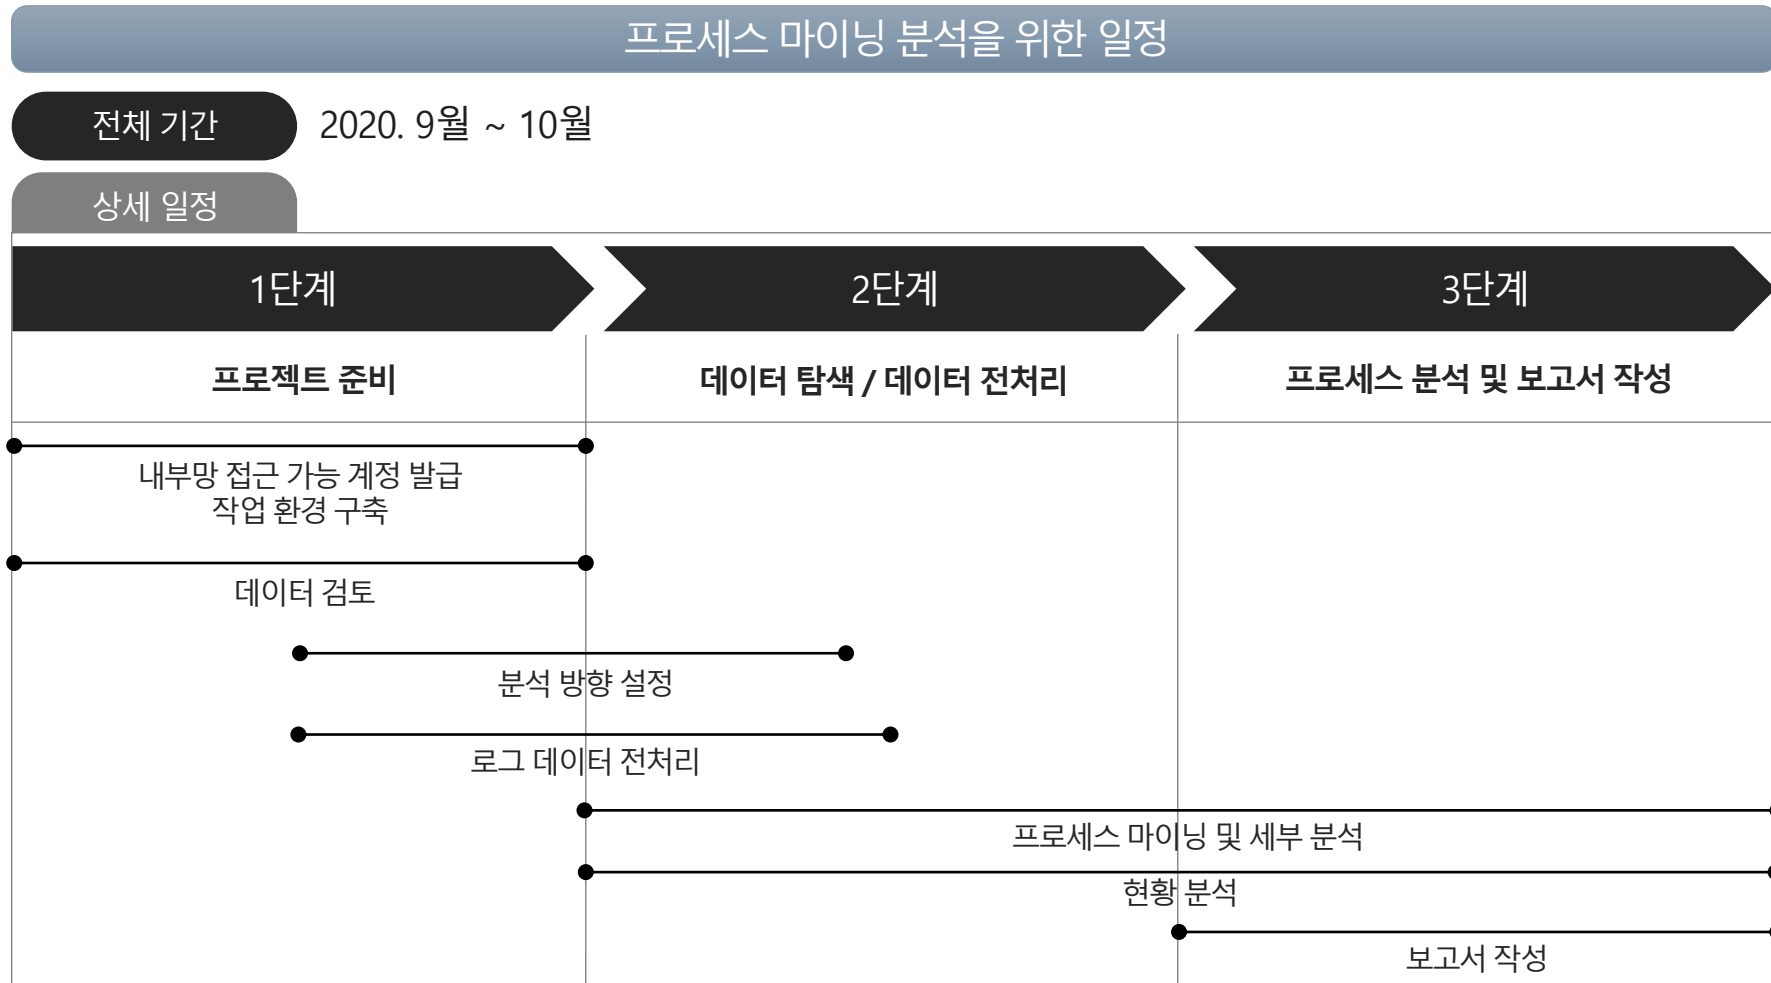 프로세스 마이닝 분석을 위한 일정
전체 기간
2020. 9월 ~ 10월
상세 일정
1단계
2단계
3단계
프로젝트 준비
데이터 탐색 / 데이터 전처리
프로세스 분석 및 보고서 작성
내부망 접근 가능 계정 발급
작업 환경 구축
데이터 검토
분석 방향 설정
로그 데이터 전처리
프로세스 마이닝 및 세부 분석
현황 분석
보고서 작성